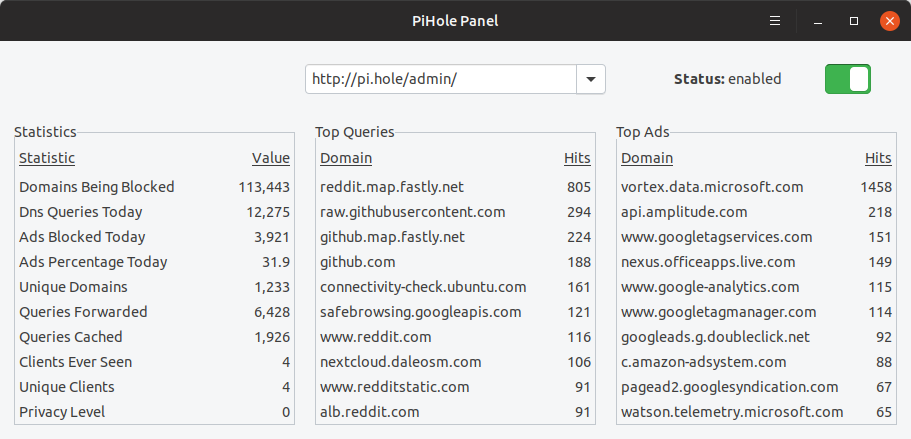 PiHole Panel
http://pi.hole/admin/ Status: enabled
Statistics
Statistic Value
Domains Being Blocked 113,443
Dns Queries Today 12,275
Ads Blocked Today 3,921
Ads Percentage Today 31.9
Unique Domains 1,233
Queries Forwarded 6,428
Queries Cached 1,926
Clients Ever Seen 4
Unique Clients 4
Privacy Level 0
Top Queries
Domain Hits
reddit.map.fastly.net 805
raw.githubusercontent.com 294
github.map.fastly.net 224
github.com 188
connectivity-check.ubuntu.com 161
safebrowsing.googleapis.com 121
www.reddit.com 116
nextcloud.daleosm.com 106
www.redditstatic.com 91
alb.reddit.com 91
Top Ads
Domain Hits
vortex.data.microsoft.com 1458
api.amplitude.com 218
www.googletagservices.com 151
nexus.officeapps.live.com 149
www.google-analytics.com 115
www.googletagmanager.com 114
googleads.g.doubleclick.net 92
c.amazon-adsystem.com 88
pagead2.googlesyndication.com 67
watson.telemetry.microsoft.com 65